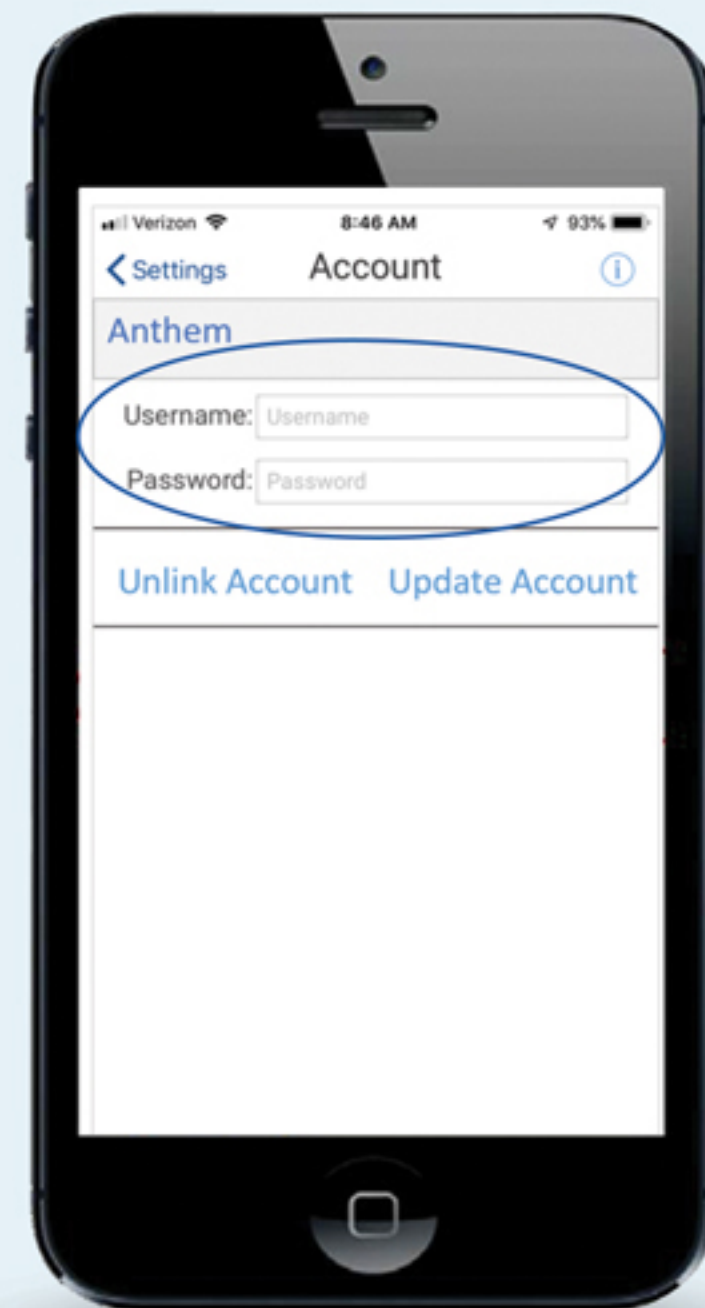 Verizon 8:46 AM 93%
Settings Account i
Anthem
Username: Username
Password: Password
Unlink Account Update Account